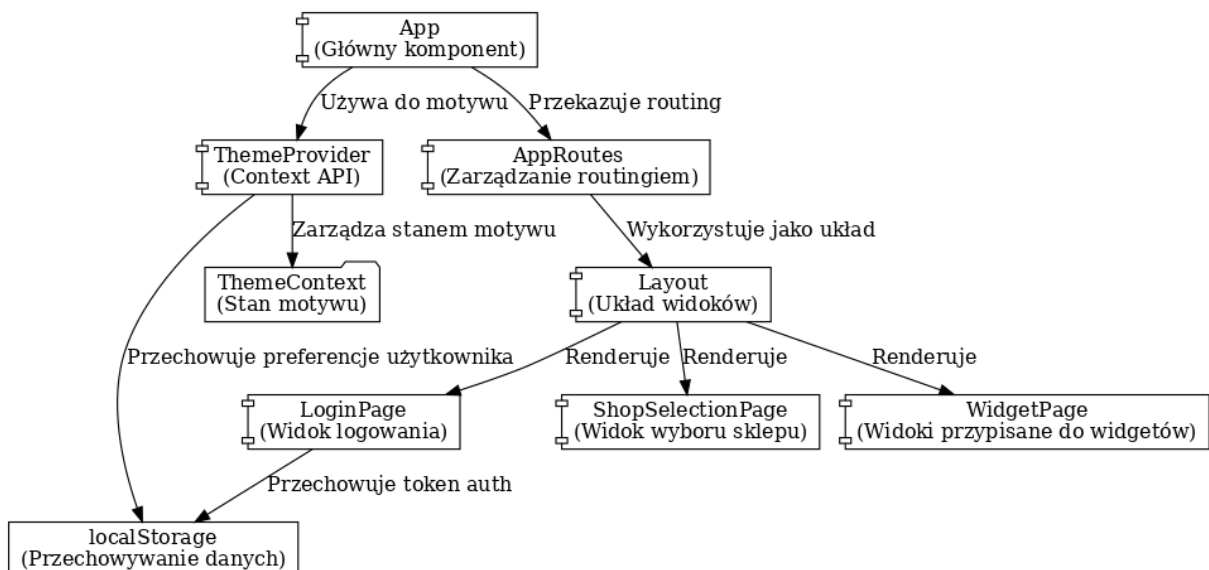 App
(Główny komponent)
Używa do motywu
Przekazuje routing
ThemeProvider
(Context API)
AppRoutes
(Zarządzanie routingiem)
Zarządza stanem motywu
Wykorzystuje jako układ
ThemeContext
(Stan motywu)
Layout
(Układ widoków)
Przechowuje preferencje użytkownika
Renderuje
Renderuje
Renderuje
LoginPage
(Widok logowania)
ShopSelectionPage
(Widok wyboru sklepu)
WidgetPage
(Widoki przypisane do widgetów)
Przechowuje token auth
localStorage
(Przechowywanie danych)